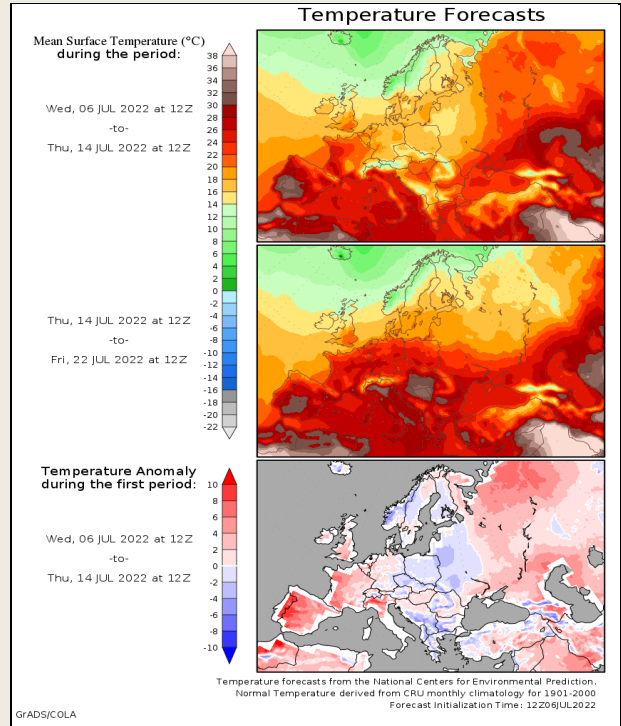 Temperature Forecasts
Mean Surface Temperature (°C)
during the period:
Wed, 06 JUL 2022 at 12Z
-to-
Thu, 14 JUL 2022 at 12Z
38
36
34
32
30
28
26
24
22
20
18
16
14
12
10
8
6
4
2
0
-2
-4
-6
-8
-10
-12
-14
-16
-18
-20
-22
Thu, 14 JUL 2022 at 12Z
-to-
Fri, 22 JUL 2022 at 12Z
Temperature Anomaly
during the first period:
Wed, 06 JUL 2022 at 12Z
-to-
Thu, 14 JUL 2022 at 12Z
10
8
6
4
2
0
-2
-4
-6
-8
-10
Temperature forecasts from the National Centers for Environmental Prediction.
Normal Temperature derived from CRU monthly climatology for 1901-2000
Forecast Initialization Time: 12Z06JUL2022
GrADS/COLA